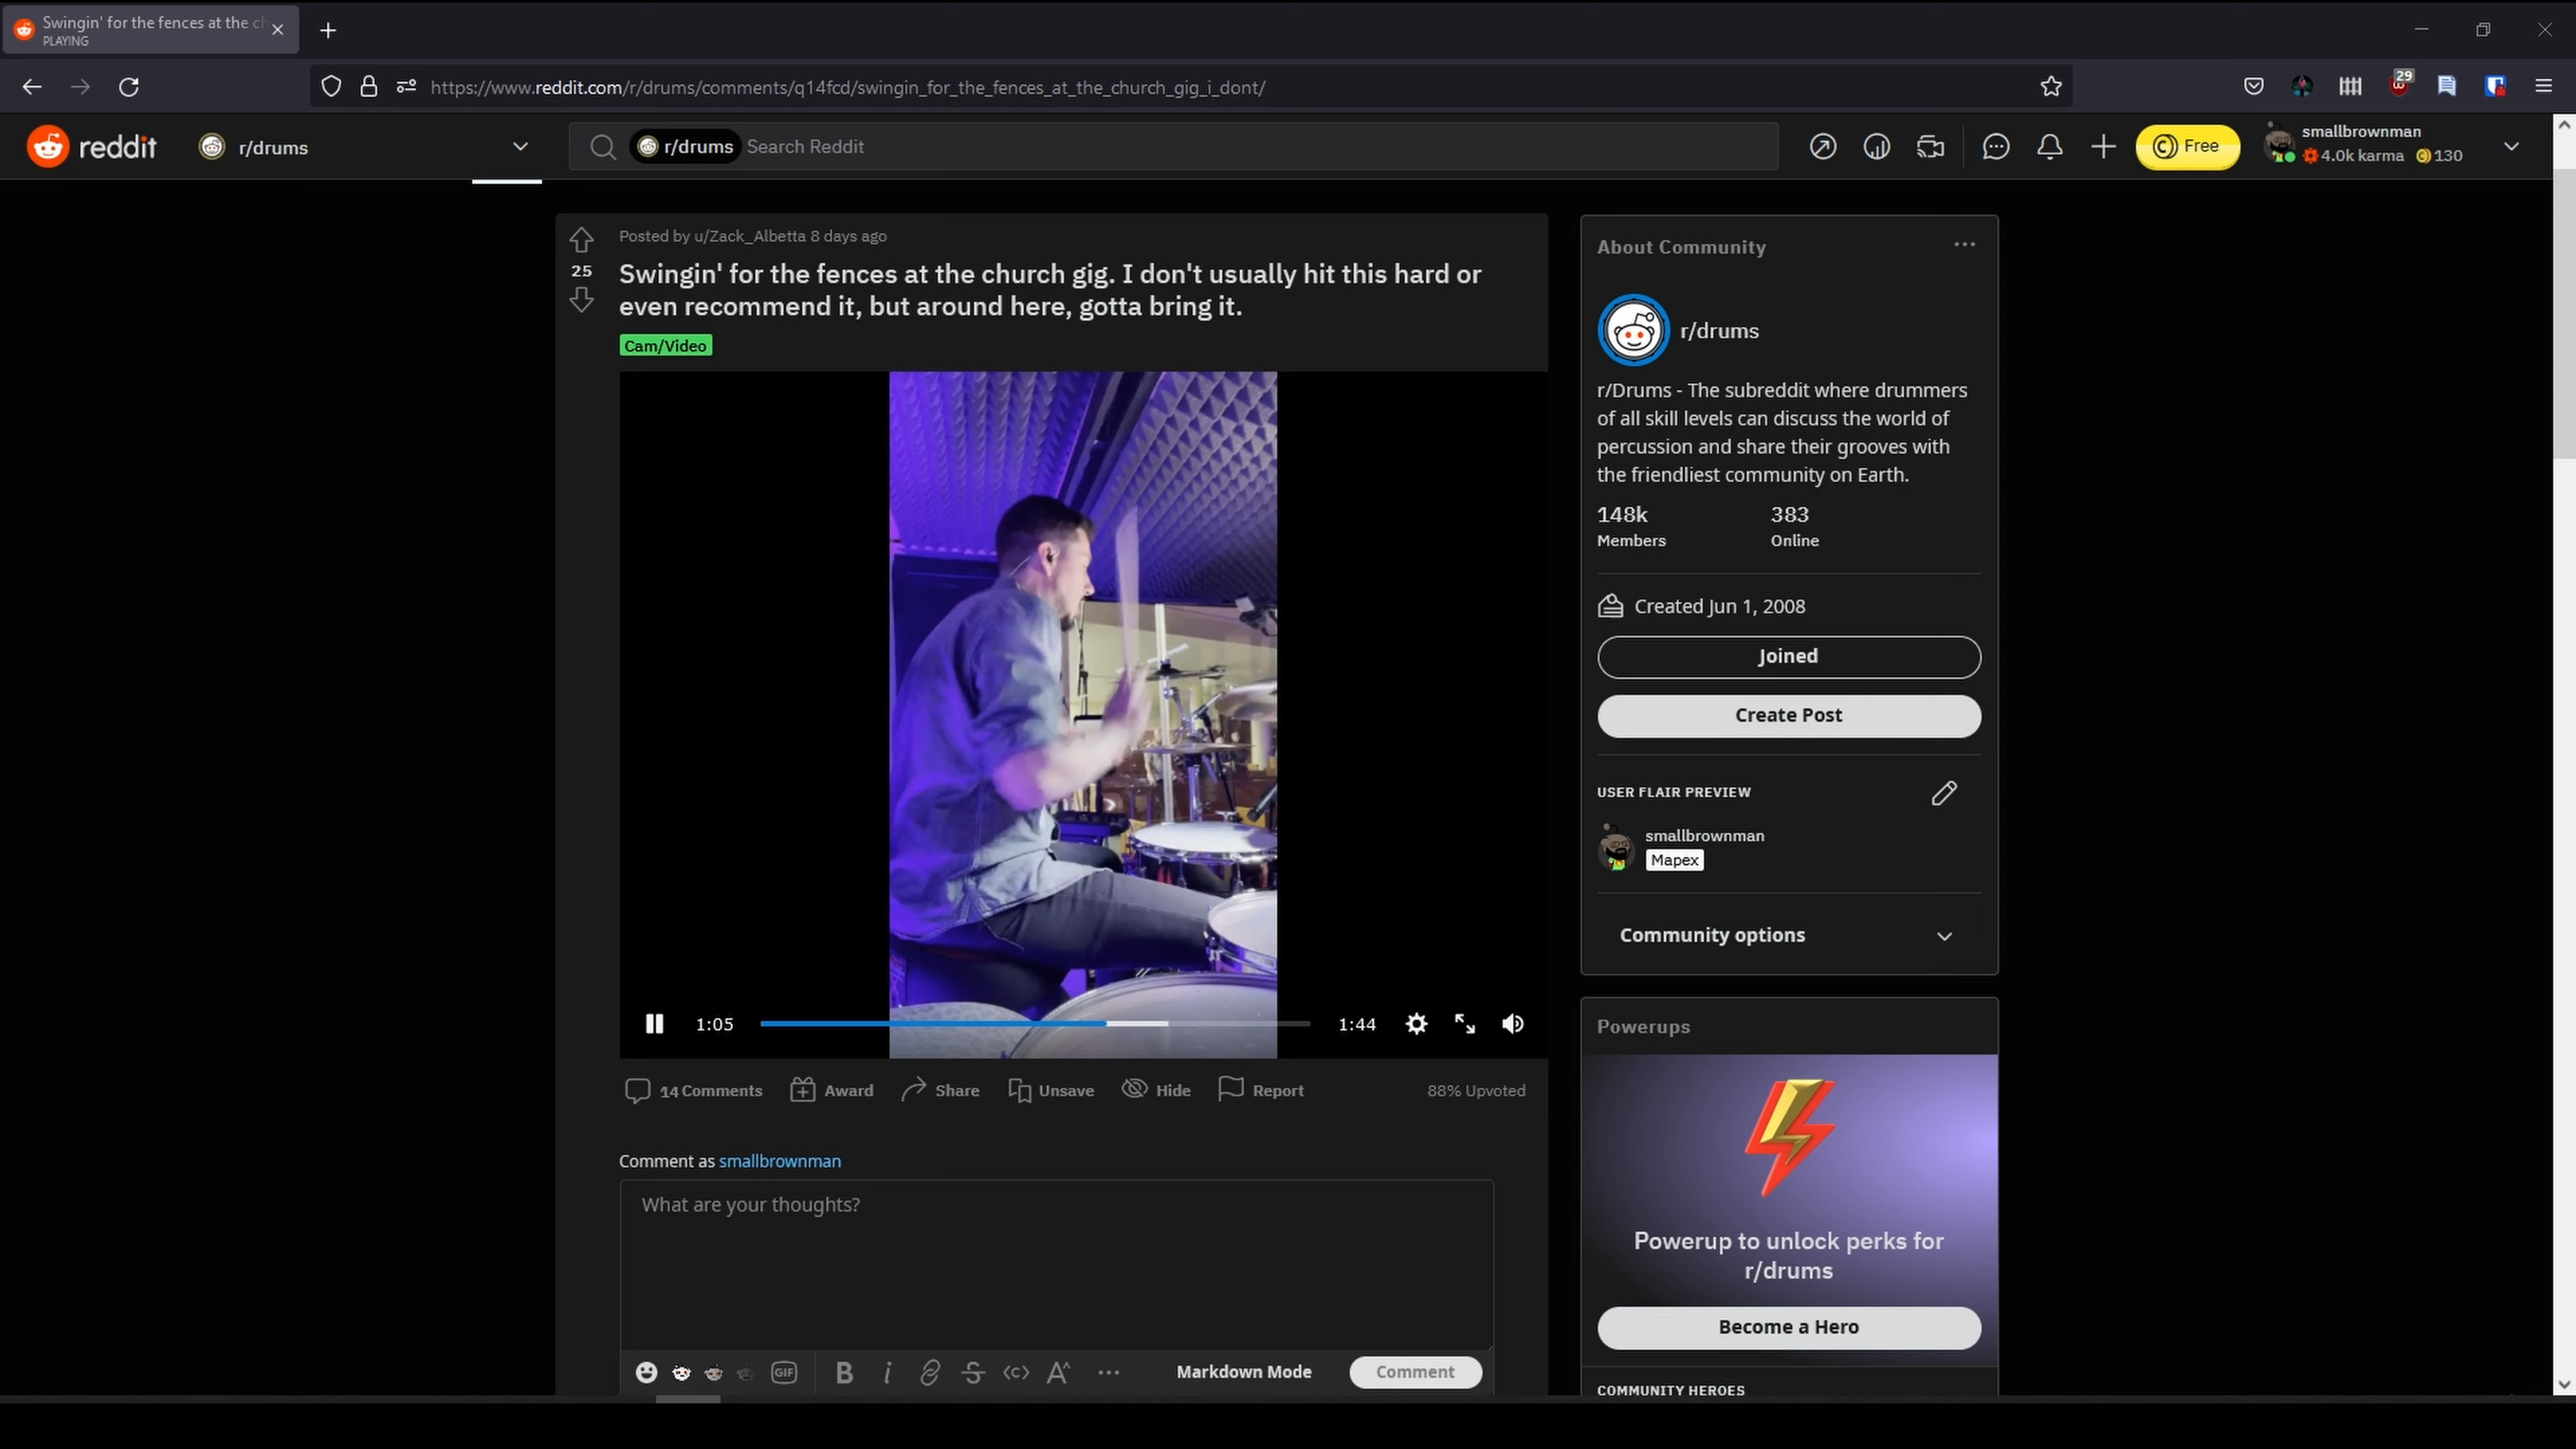 Swingin' for the fences at the ch
PLAYING
https://www.reddit.com/r/drums/comments/q14fcd/swingin_for_the_fences_at_the_church_gig_i_dont/
29
reddit
r/drums
r/drums Search Reddit
Free
smallbrownman
4.0k karma 130
Posted by u/Zack_Albetta 8 days ago
25
Swingin' for the fences at the church gig. I don't usually hit this hard or
even recommend it, but around here, gotta bring it.
Cam/Video
1:05
1:44
14 Comments Award Share Unsave Hide Report 88% Upvoted
Comment as smallbrownman
What are your thoughts?
GIF B i Markdown Mode Comment
About Community
r/drums
r/Drums - The subreddit where drummers
of all skill levels can discuss the world of
percussion and share their grooves with
the friendliest community on Earth.
148k 383
Members Online
Created Jun 1, 2008
Joined
Create Post
USER FLAIR PREVIEW
smallbrownman
Mapex
Community options
Powerups
Powerup to unlock perks for
r/drums
Become a Hero
COMMUNITY HEROES